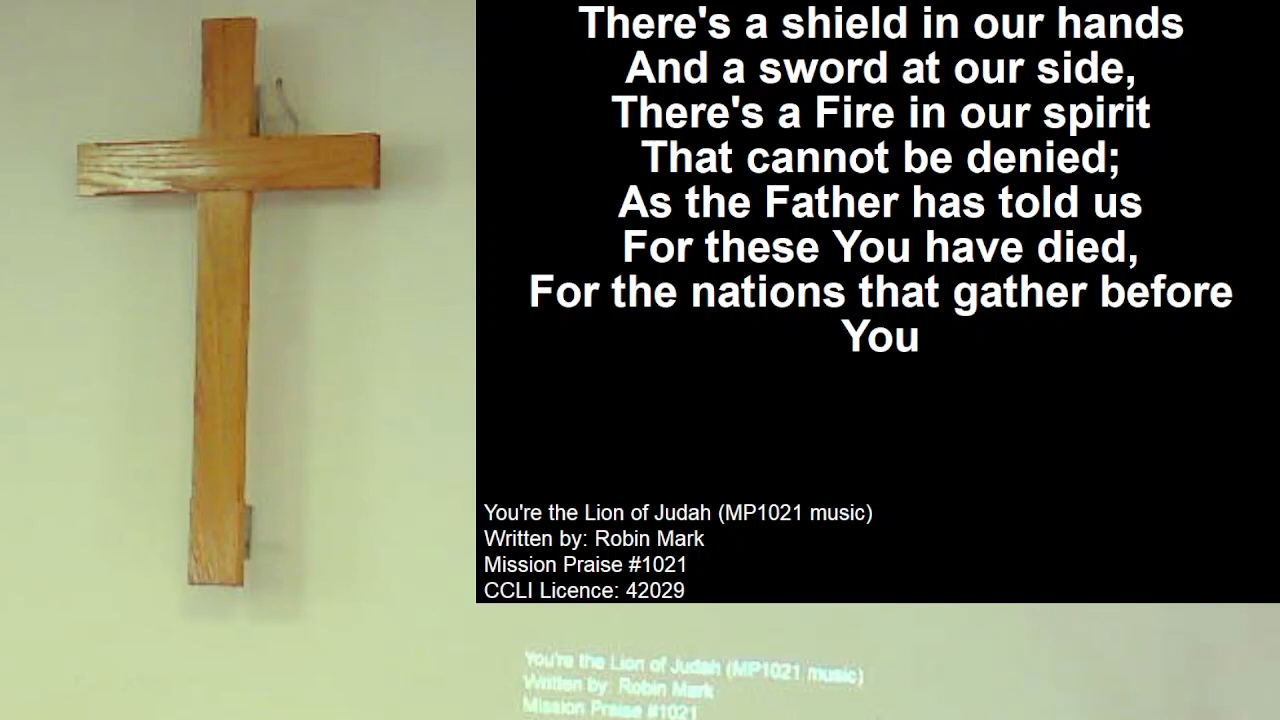 There's a shield in our hands
And a sword at our side,
There's a Fire in our spirit
That cannot be denied;
As the Father has told us
For these You have died,
For the nations that gather before
You
You're the Lion of Judah (MP1021 music)
Written by: Robin Mark
Mission Praise #1021
CCLI Licence: 42029
You're the Lion of Judah (MP1021 music)
Written by: Robin Mark
Mission Praise #1021